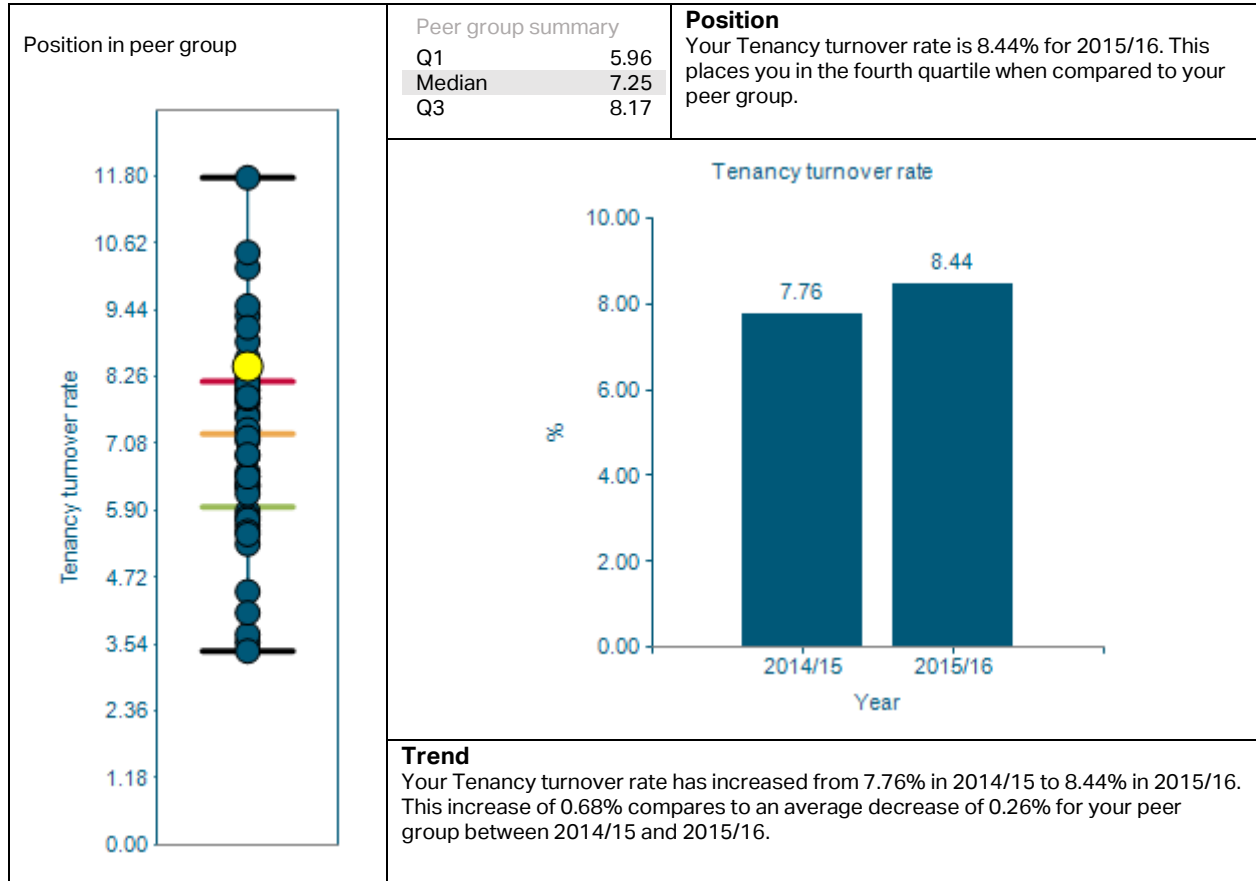 Position in peer group
11.80
10.62
9.44
8.26
7.08
5.90
4.72
3.54
2.36
1.18
0.00
Tenancy turnover rate
Peer group summary
Q1 5.96
Median 7.25
Q3 8.17
Position
Your Tenancy turnover rate is 8.44% for 2015/16. This
places you in the fourth quartile when compared to your
peer group.
Tenancy turnover rate
10.00
8.00
6.00
4.00
2.00
0.00
%
7.76
8.44
2014/15 2015/16
Year
Trend
Your Tenancy turnover rate has increased from 7.76% in 2014/15 to 8.44% in 2015/16.
This increase of 0.68% compares to an average decrease of 0.26% for your peer
group between 2014/15 and 2015/16.